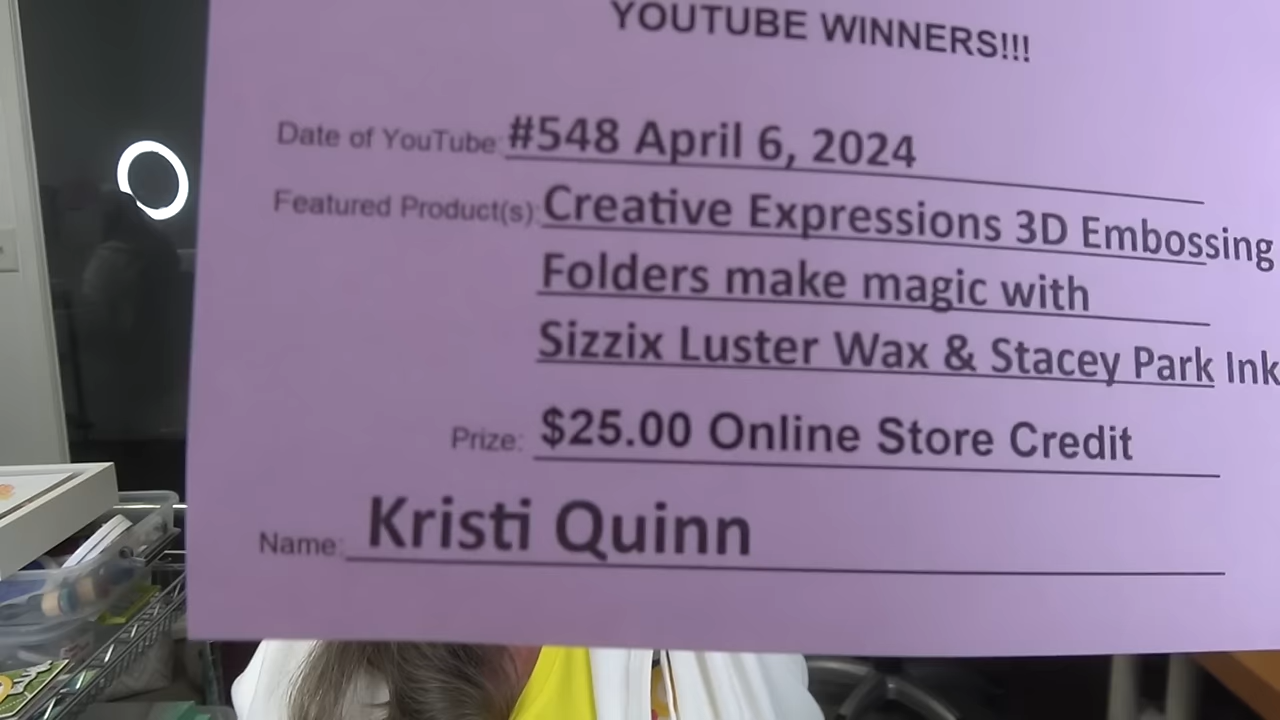 YOUTUBE WINNERS!!!
Date of YouTube: #548 April 6, 2024
Featured Product(s): Creative Expressions 3D Embossing
Folders make magic with
Sizzix Luster Wax & Stacey Park Ink
Prize: $25.00 Online Store Credit
Name: Kristi Quinn